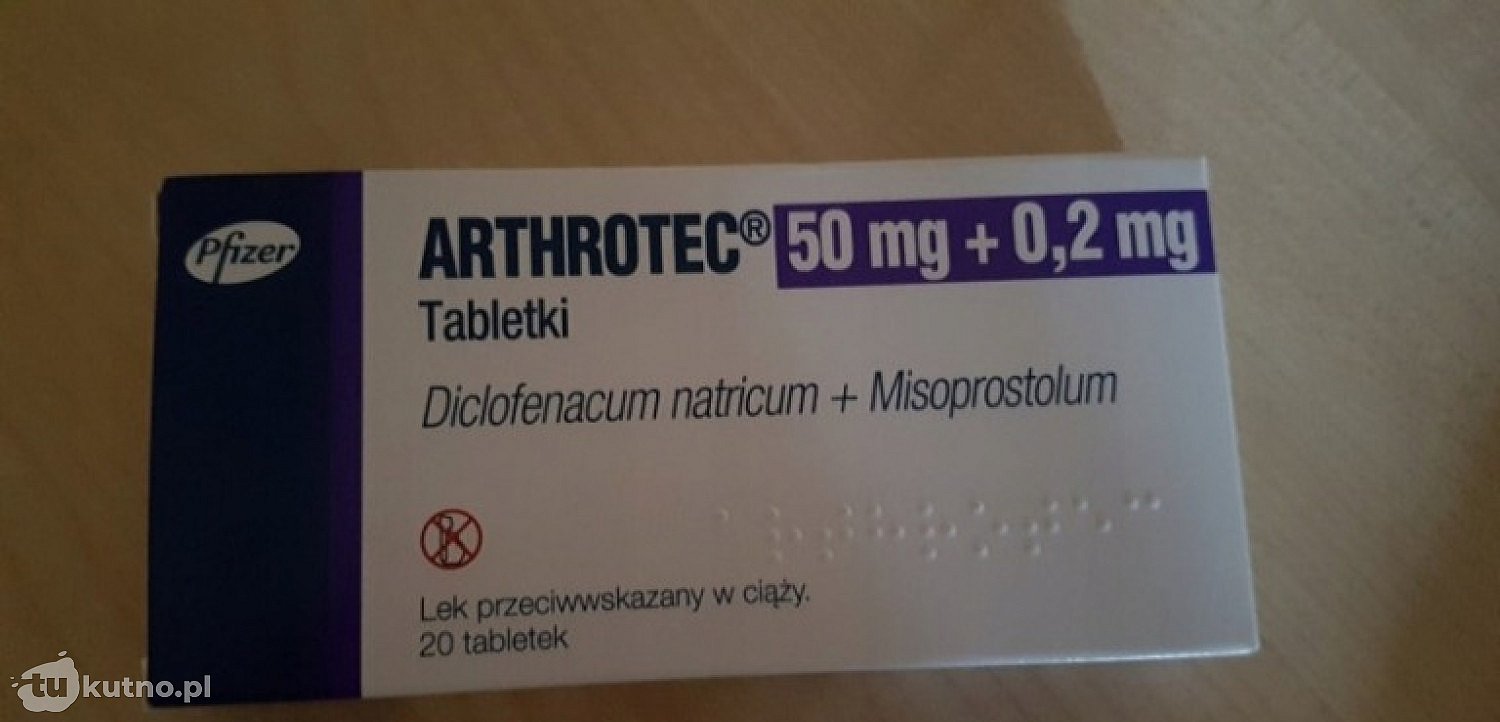 Pfizer
ARTHROTEC® 50 mg + 0,2 mg
Tabletki
Diclofenacum natricum + Misoprostolum
Lek przeciwwskazany w ciąży.
20 tabletek
tukutno.pl